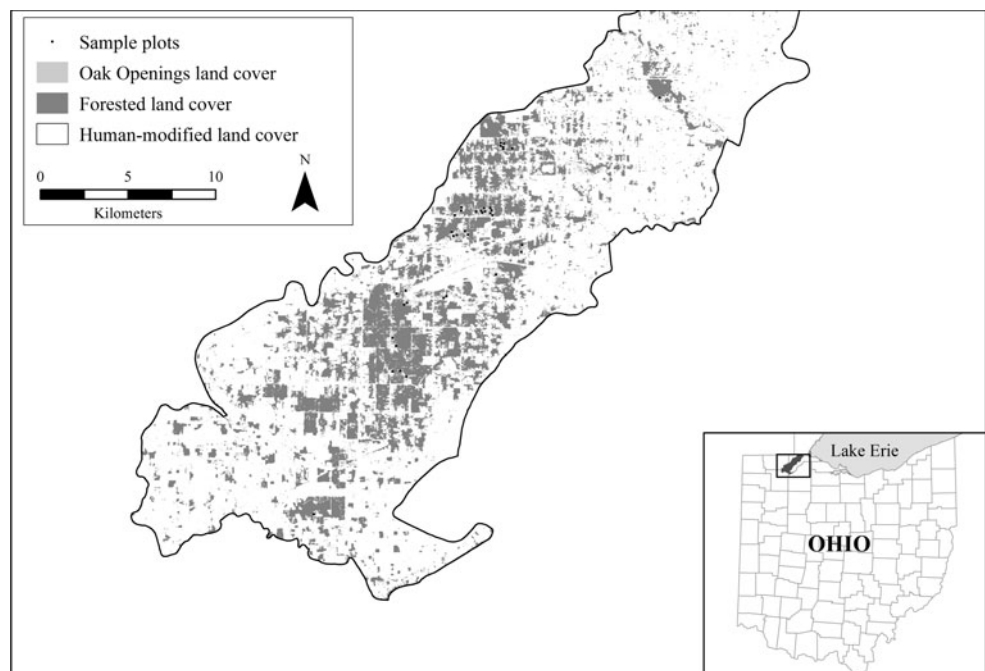 Sample plots
Oak Openings land cover
Forested land cover
Human-modified land cover
N
0 5 10
Kilometers
Lake Erie
OHIO